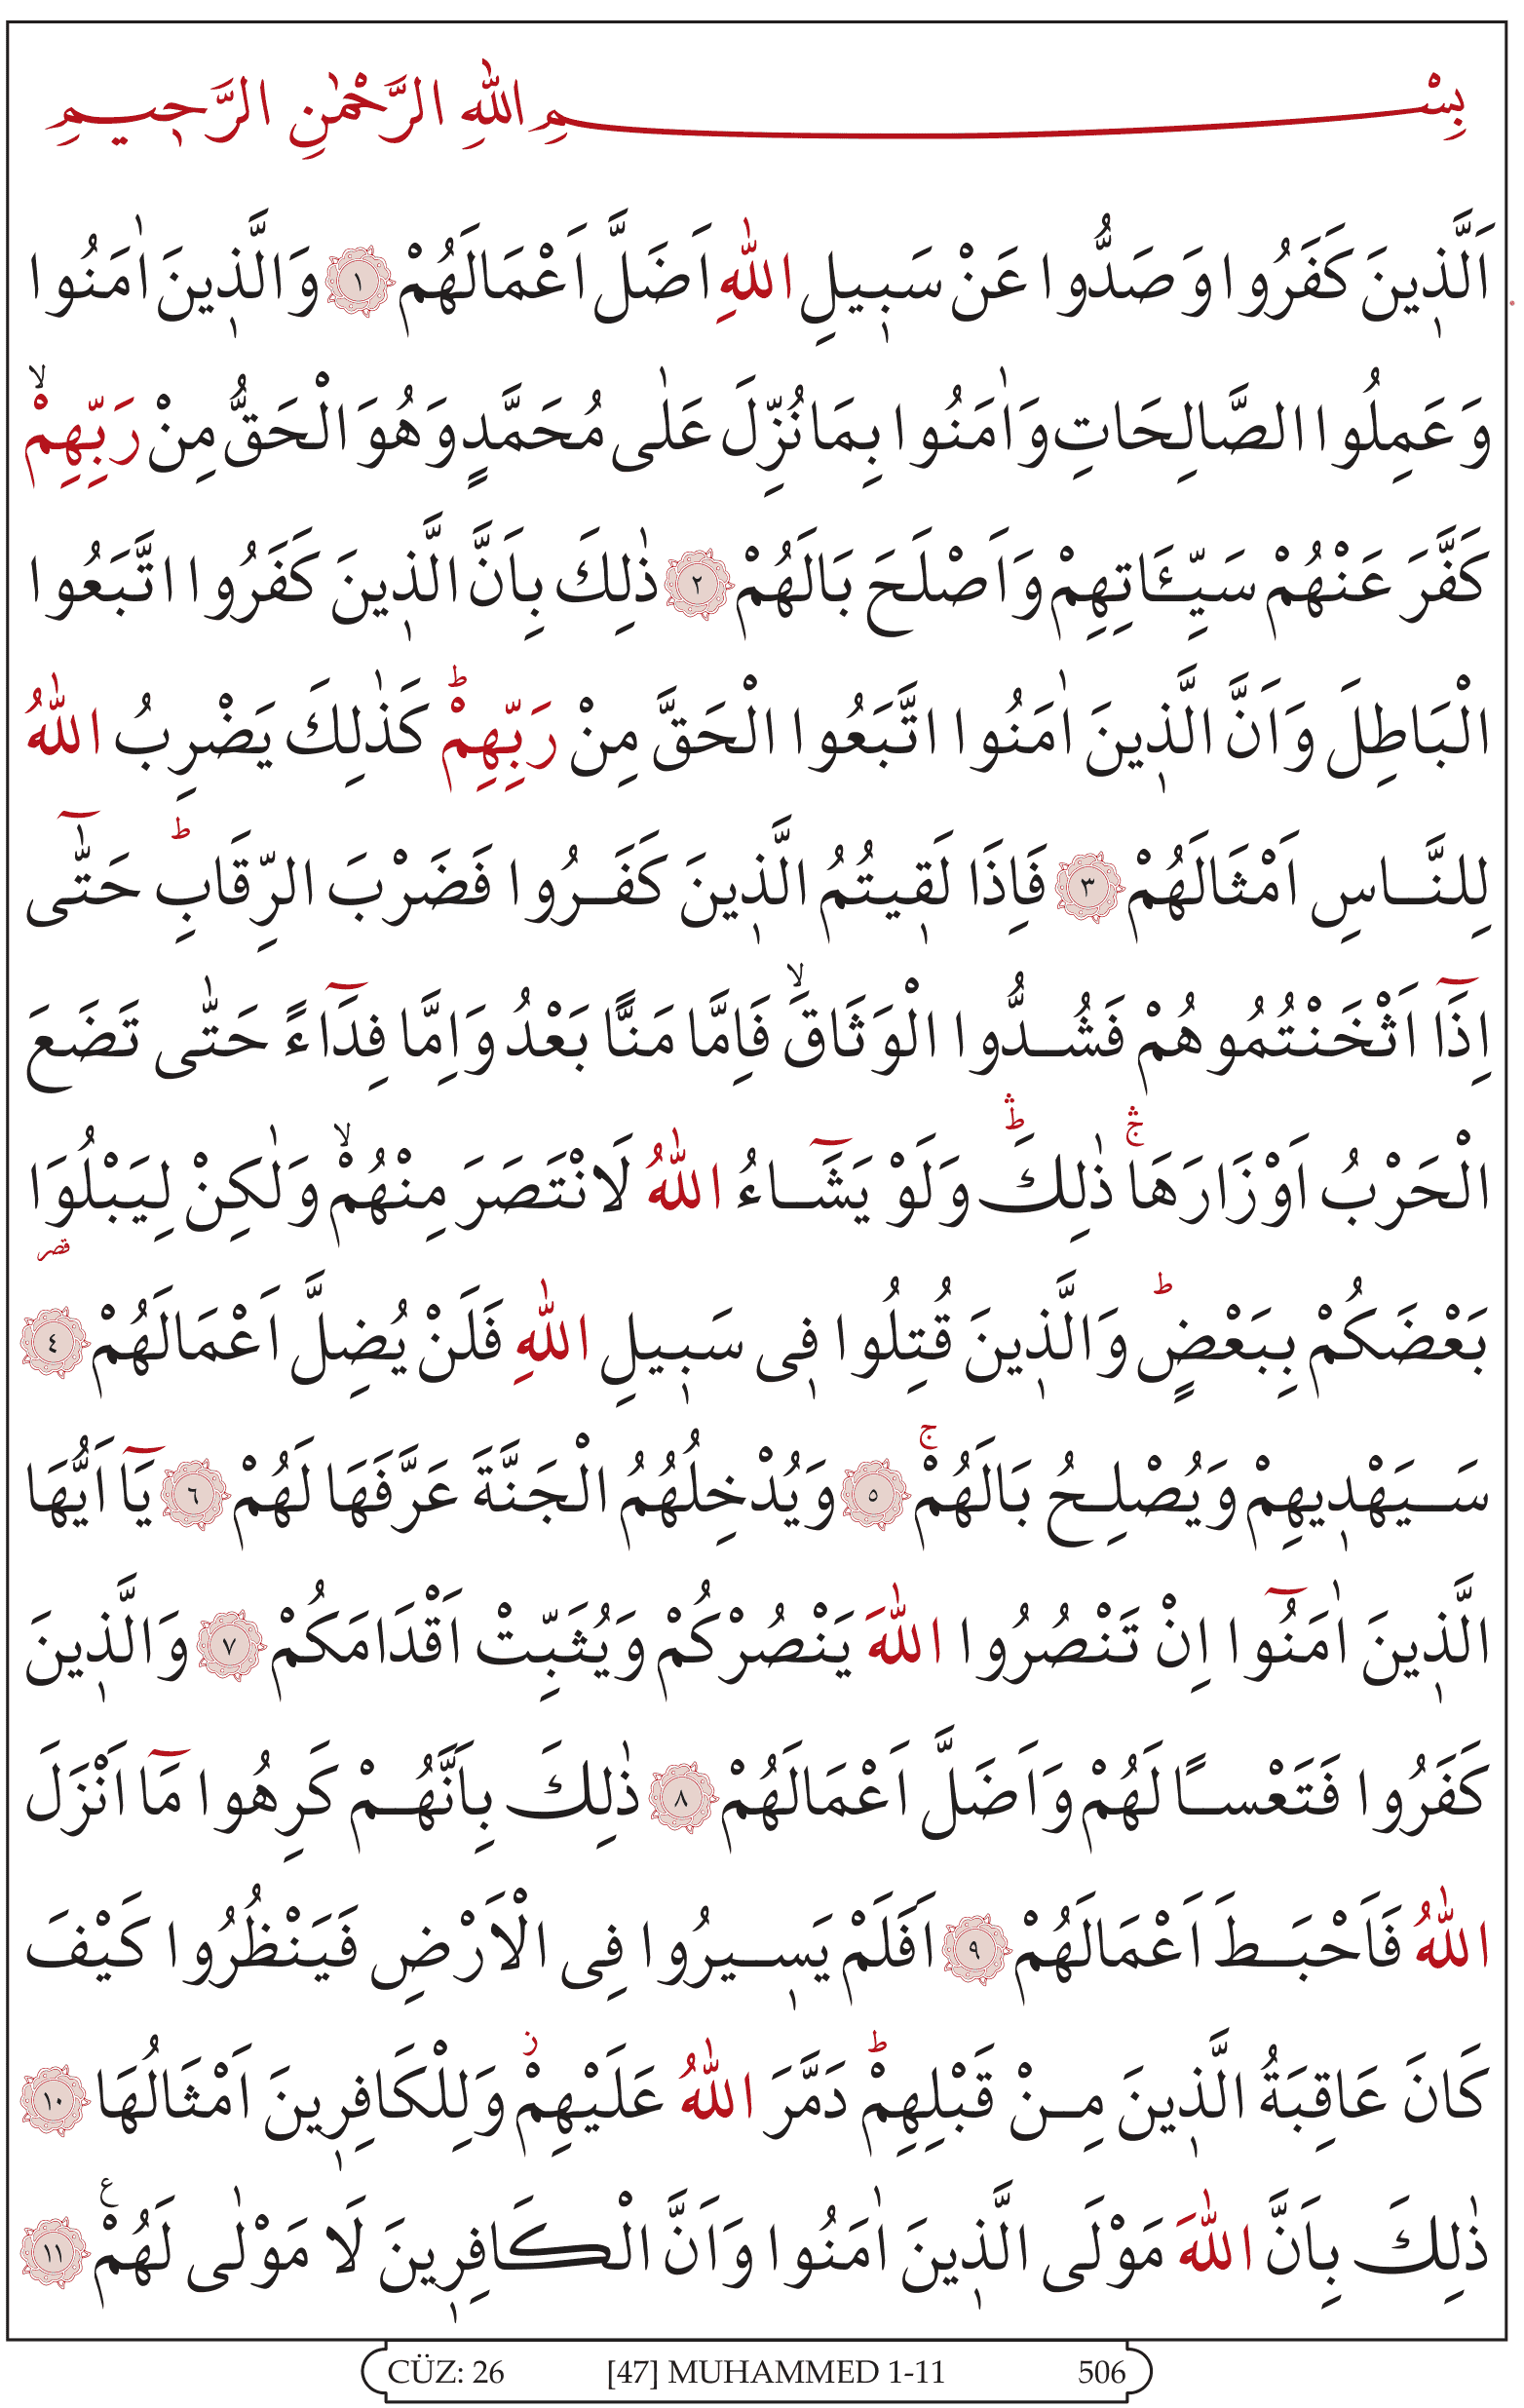 بِسْمِ اللّٰهِ الرَّحْمٰنِ الرَّحٖيمِ
اَلَّذٖينَ كَفَرُوا وَصَدُّوا عَنْ سَبٖيلِ اللّٰهِ اَضَلَّ اَعْمَالَهُمْ ١ وَالَّذٖينَ اٰمَنُوا
وَعَمِلُوا الصَّالِحَاتِ وَاٰمَنُوا بِمَا نُزِّلَ عَلٰى مُحَمَّدٍ وَهُوَ الْحَقُّ مِنْ رَبِّهِمْۙ
كَفَّرَ عَنْهُمْ سَيِّـَٔاتِهِمْ وَاَصْلَحَ بَالَهُمْ ٢ ذٰلِكَ بِاَنَّ الَّذٖينَ كَفَرُوا اتَّبَعُوا
الْبَاطِلَ وَاَنَّ الَّذٖينَ اٰمَنُوا اتَّبَعُوا الْحَقَّ مِنْ رَبِّهِمْؕ كَذٰلِكَ يَضْرِبُ اللّٰهُ
لِلنَّاسِ اَمْثَالَهُمْ ٣ فَاِذَا لَقٖيتُمُ الَّذٖينَ كَفَرُوا فَضَرْبَ الرِّقَابِؕ حَتّٰٓى
اِذَٓا اَثْخَنْتُمُوهُمْ فَشُدُّوا الْوَثَاقَۙ فَاِمَّا مَنًّا بَعْدُ وَاِمَّا فِدَٓاءً حَتّٰى تَضَعَ
الْحَرْبُ اَوْزَارَهَاۚۛ ذٰلِكَؕۛ وَلَوْ يَشَٓاءُ اللّٰهُ لَانْتَصَرَ مِنْهُمْۙ وَلٰكِنْ لِيَبْلُوَا قصر
بَعْضَكُمْ بِبَعْضٍؕ وَالَّذٖينَ قُتِلُوا فٖى سَبٖيلِ اللّٰهِ فَلَنْ يُضِلَّ اَعْمَالَهُمْ ٤
سَيَهْدٖيهِمْ وَيُصْلِحُ بَالَهُمْۚ ٥ وَيُدْخِلُهُمُ الْجَنَّةَ عَرَّفَهَا لَهُمْ ٦ يَٓا اَيُّهَا
الَّذٖينَ اٰمَنُٓوا اِنْ تَنْصُرُوا اللّٰهَ يَنْصُرْكُمْ وَيُثَبِّتْ اَقْدَامَكُمْ ٧ وَالَّذٖينَ
كَفَرُوا فَتَعْسًا لَهُمْ وَاَضَلَّ اَعْمَالَهُمْ ٨ ذٰلِكَ بِاَنَّهُمْ كَرِهُوا مَٓا اَنْزَلَ
اللّٰهُ فَاَحْبَطَ اَعْمَالَهُمْ ٩ اَفَلَمْ يَسٖيرُوا فِى الْاَرْضِ فَيَنْظُرُوا كَيْفَ
كَانَ عَاقِبَةُ الَّذٖينَ مِنْ قَبْلِهِمْؕ دَمَّرَ اللّٰهُ عَلَيْهِمْؗ وَلِلْكَافِرٖينَ اَمْثَالُهَا ١٠
ذٰلِكَ بِاَنَّ اللّٰهَ مَوْلَى الَّذٖينَ اٰمَنُوا وَاَنَّ الْكَافِرٖينَ لَا مَوْلٰى لَهُمْ ع ١١
CÜZ: 26 [47] MUHAMMED 1-11 506